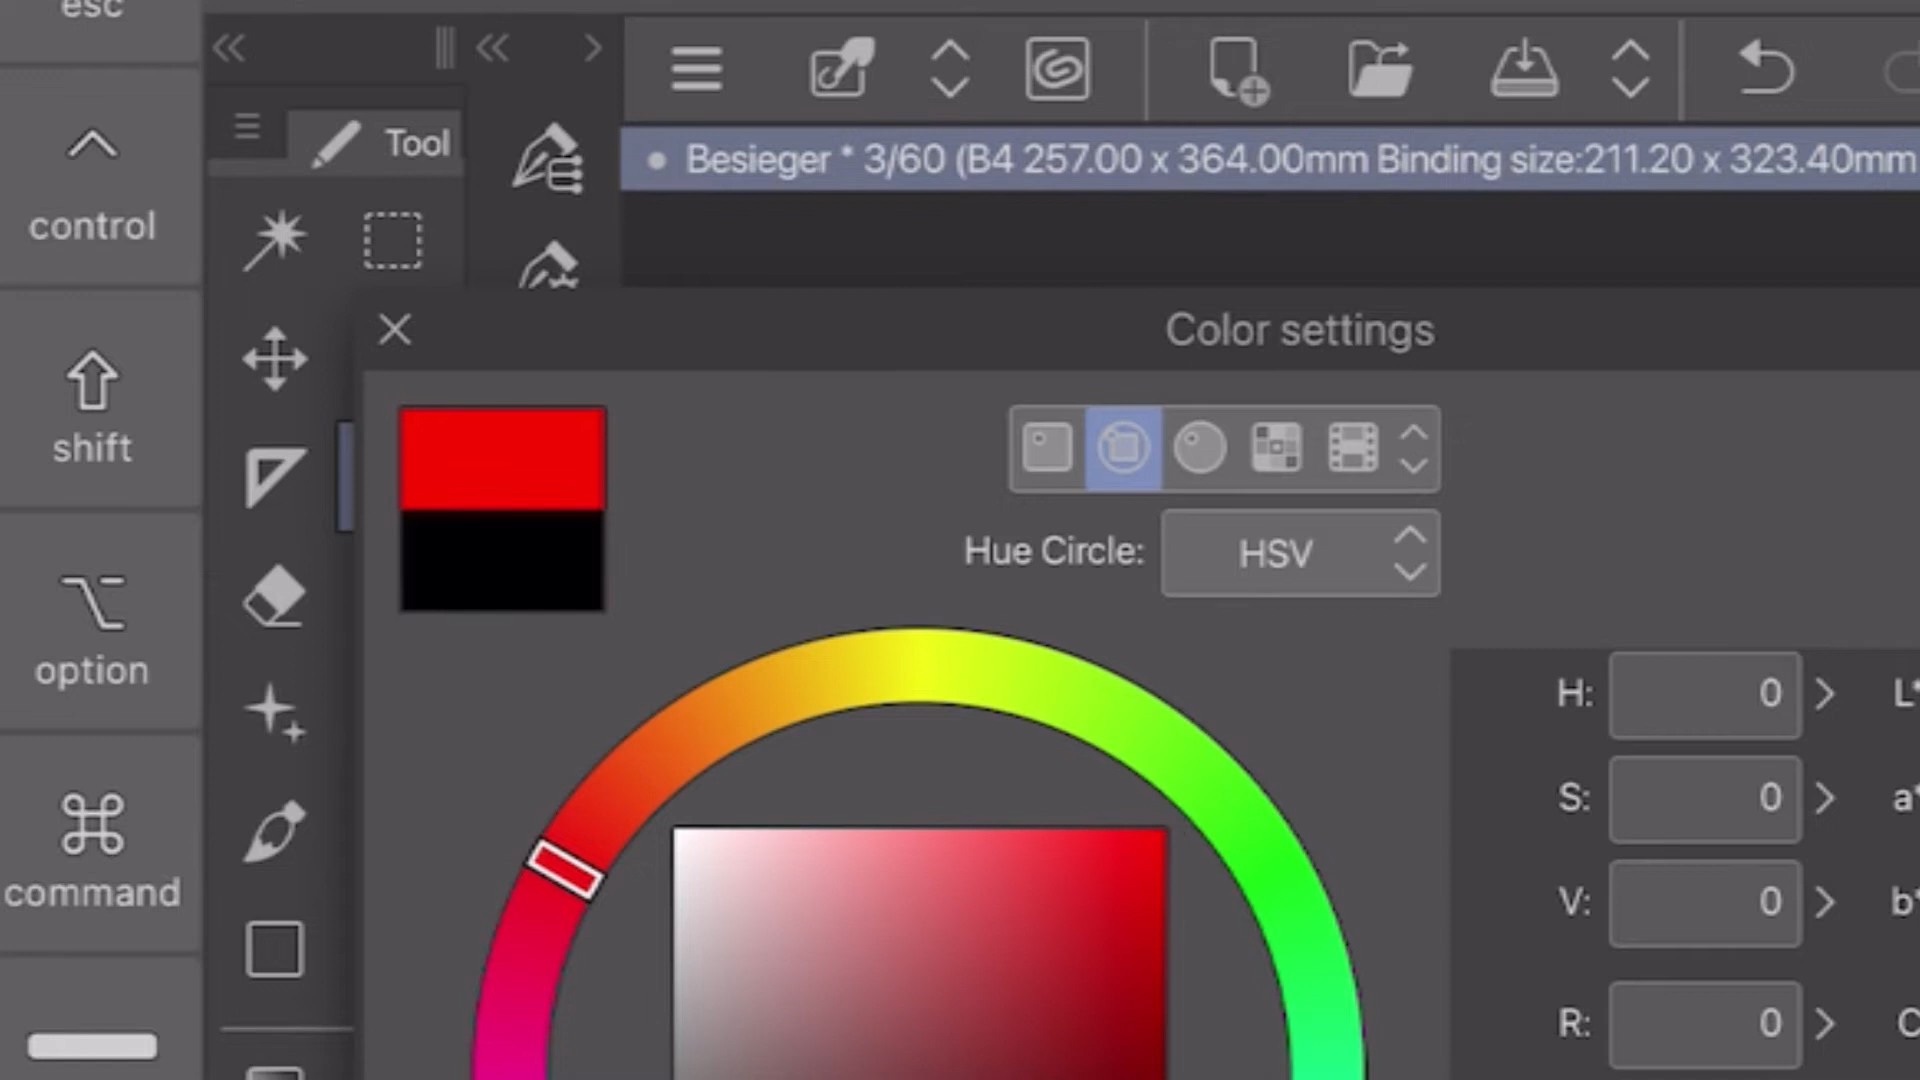 esc
control
shift
option
command
Tool
Besieger * 3/60 (B4 257.00 x 364.00mm Binding size:211.20 x 323.40mm
Color settings
Hue Circle: HSV
H: 0
S: 0
V: 0
R: 0
L*
a*
b*
C